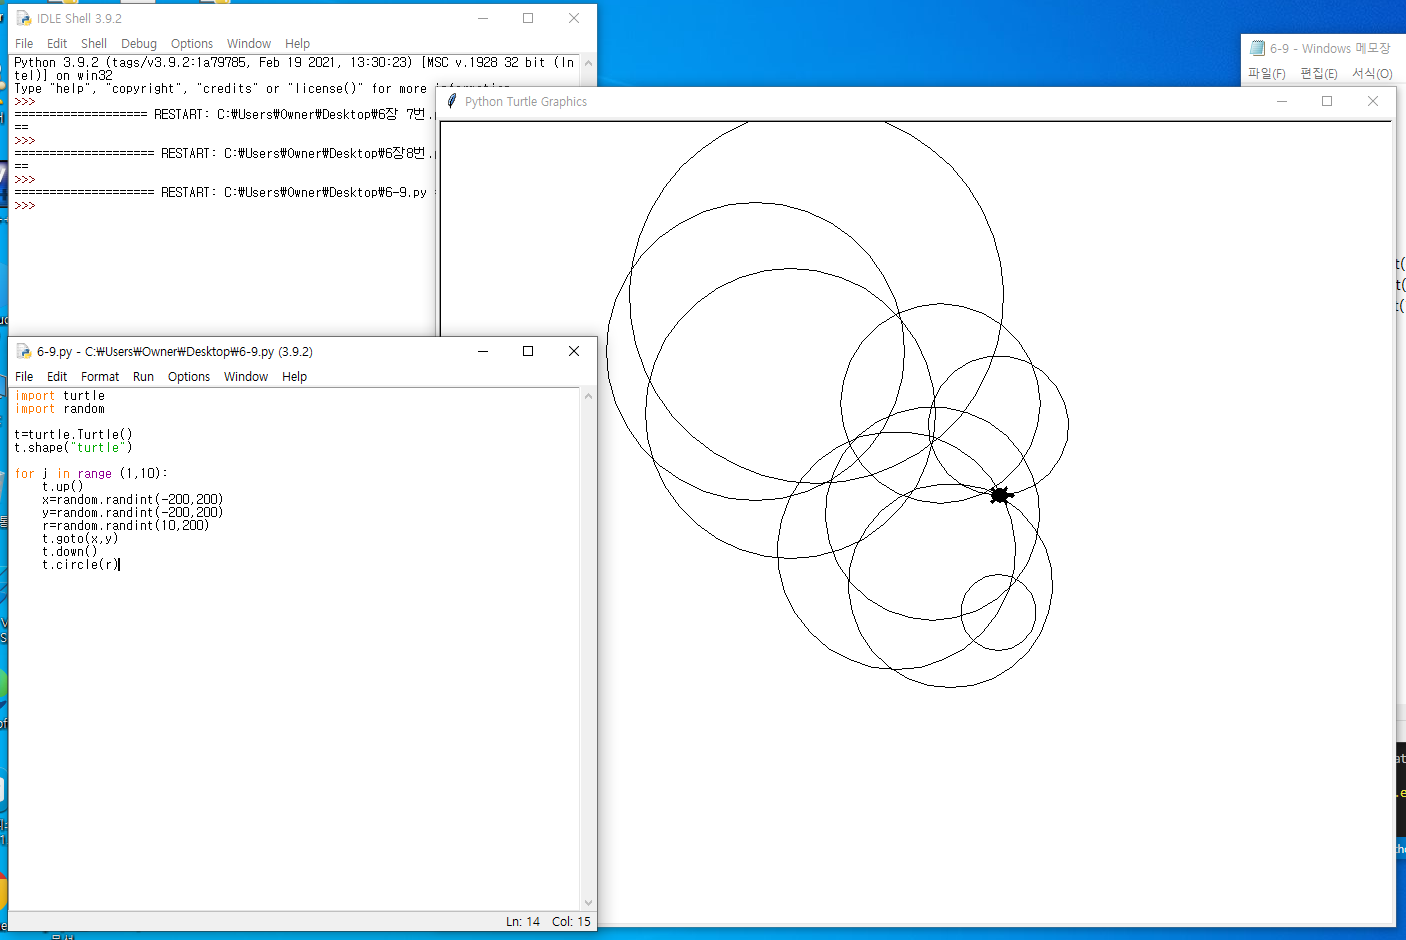 IDLE Shell 3.9.2
File Edit Shell Debug Options Window Help
Python 3.9.2 (tags/v3.9.2:1a79785, Feb 19 2021, 13:30:23) [MSC v.1928 32 bit (In
tel)] on win32
Type "help", "copyright", "credits" or "license()" for more information.
>>>
=================== RESTART: C:₩Users₩Owner₩Desktop₩6장 7번.
==
>>>
==================== RESTART: C:₩Users₩Owner₩Desktop₩6장8번.
==
>>>
==================== RESTART: C:₩Users₩Owner₩Desktop₩6-9.py
>>>
6-9 - Windows 메모장
파일(F) 편집(E) 서식(O)
Python Turtle Graphics
t(
t(
t(
6-9.py - C:₩Users₩Owner₩Desktop₩6-9.py (3.9.2)
File Edit Format Run Options Window Help
import turtle
import random
t=turtle.Turtle()
t.shape("turtle")
for j in range (1,10):
    t.up()
    x=random.randint(-200,200)
    y=random.randint(-200,200)
    r=random.randint(10,200)
    t.goto(x,y)
    t.down()
    t.circle(r)
Ln: 14 Col: 15